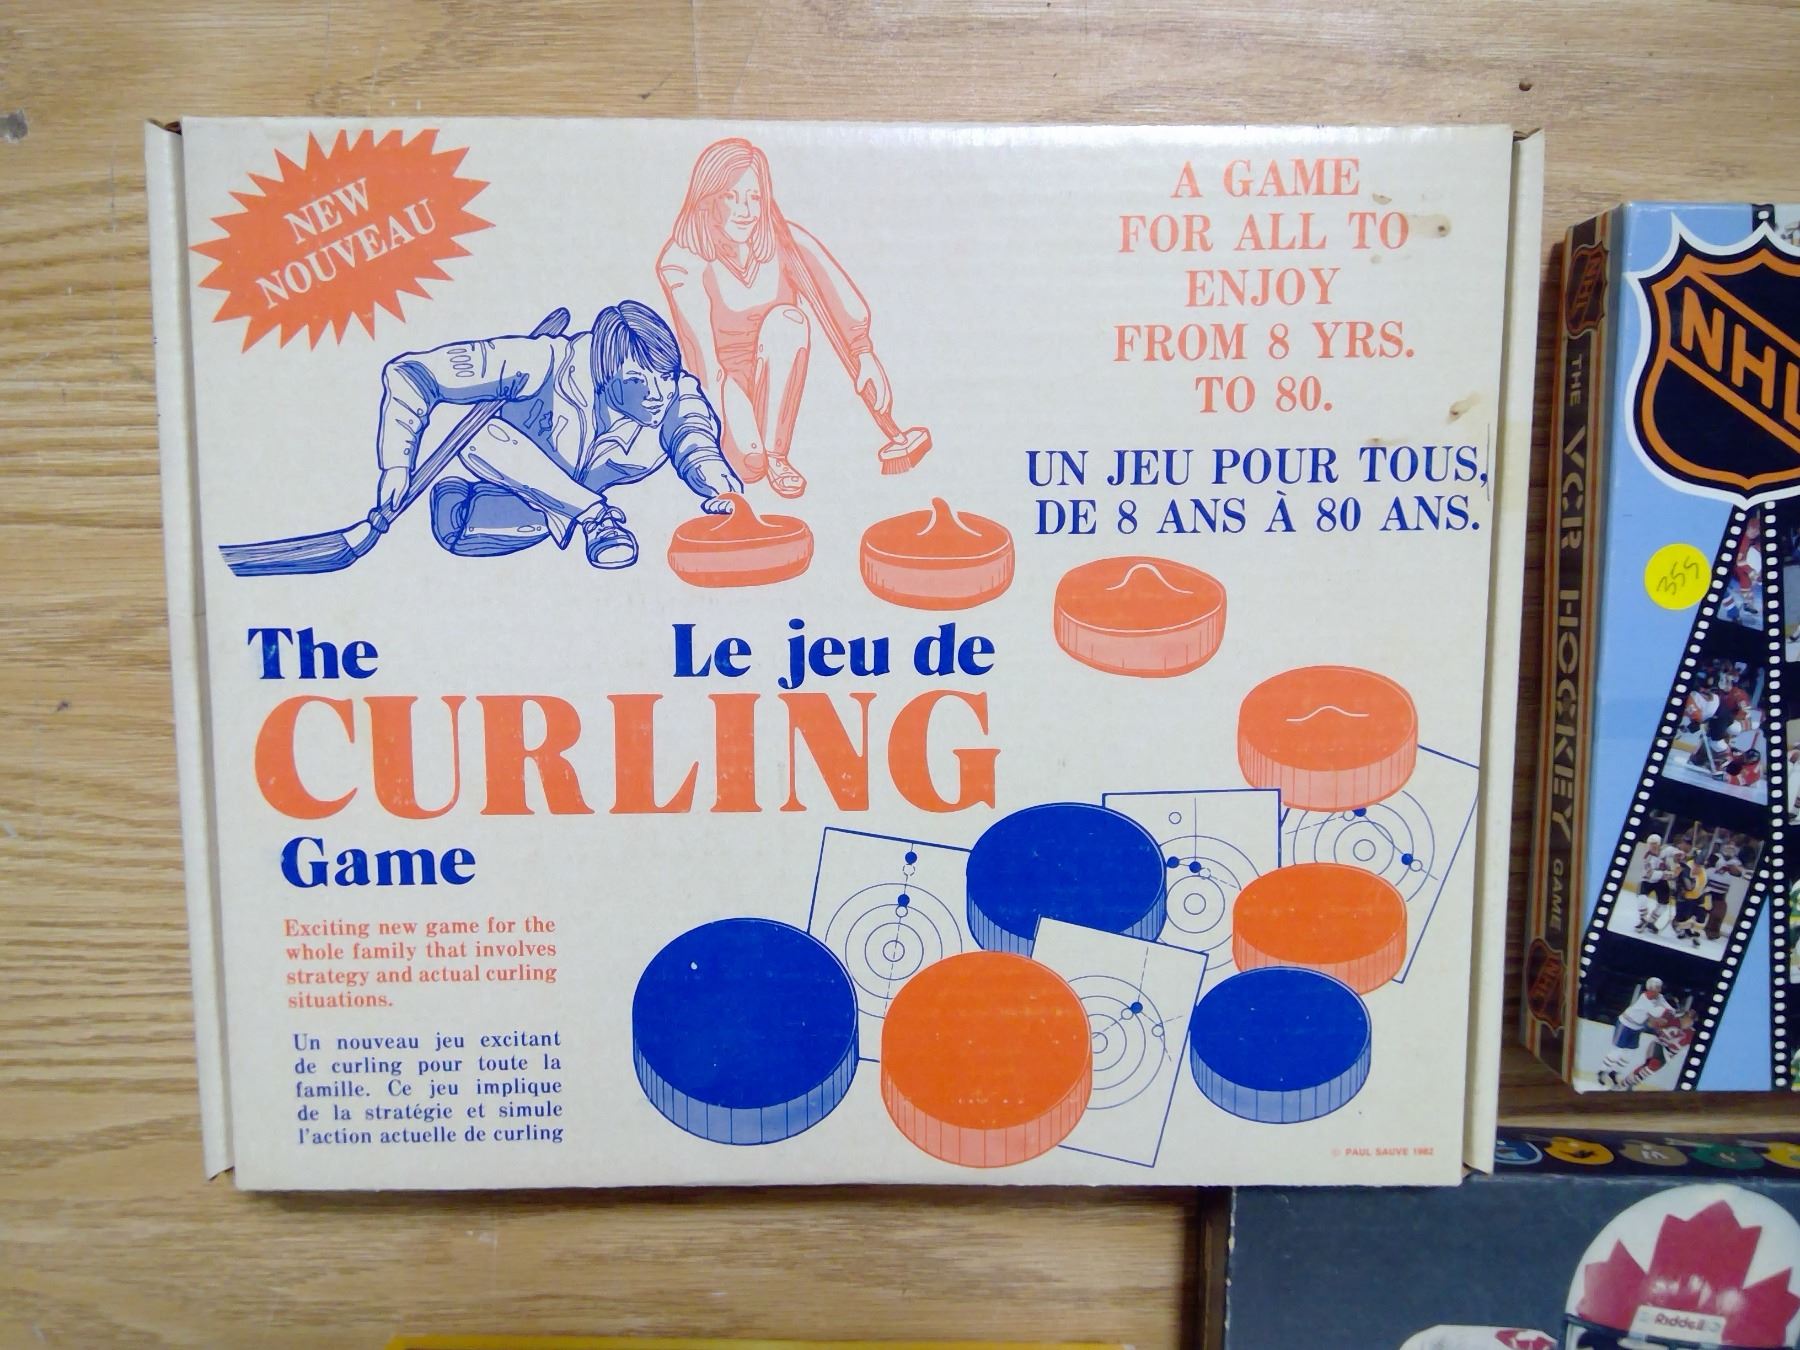 NEW
NOUVEAU
A GAME
FOR ALL TO
ENJOY
FROM 8 YRS.
TO 80.
UN JEU POUR TOUS,
DE 8 ANS À 80 ANS.
The
Le jeu de
CURLING
Game
Exciting new game for the
whole family that involves
strategy and actual curling
situations.
Un nouveau jeu excitant
de curling pour toute la
famille. Ce jeu implique
de la stratégie et simule
l'action actuelle de curling
© PAUL SAUVE 1982
NHL
THE VCR HOCKEY GAME
NHL
NHL
355
Riddell